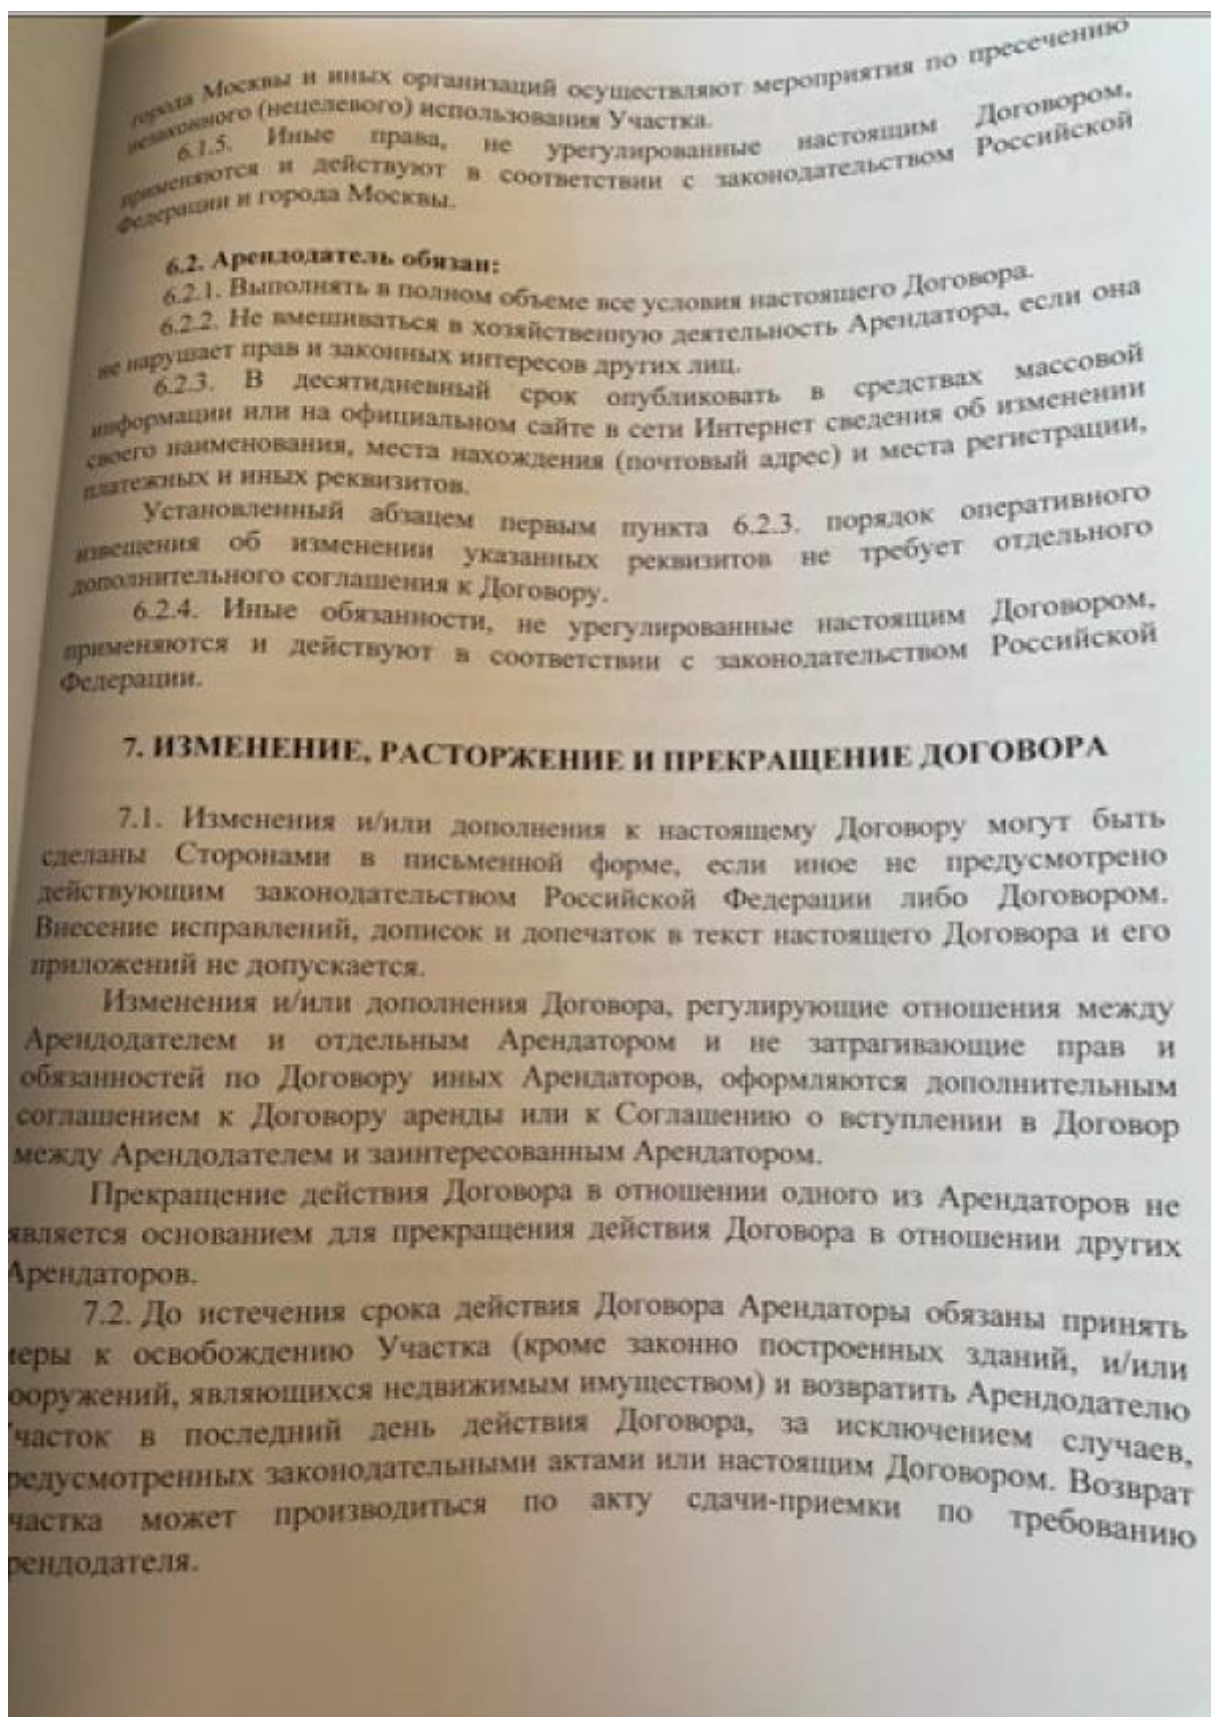 города Москвы и иных организаций осуществляют мероприятия по пресечению
незаконного (нецелевого) использования Участка.
6.1.5. Иные права, не урегулированные настоящим Договором,
применяются и действуют в соответствии с законодательством Российской
Федерации и города Москвы.
6.2. Арендодатель обязан:
6.2.1. Выполнять в полном объеме все условия настоящего Договора.
6.2.2. Не вмешиваться в хозяйственную деятельность Арендатора, если она
не нарушает прав и законных интересов других лиц.
6.2.3. В десятидневный срок опубликовать в средствах массовой
информации или на официальном сайте в сети Интернет сведения об изменении
своего наименования, места нахождения (почтовый адрес) и места регистрации,
платежных и иных реквизитов.
Установленный абзацем первым пункта 6.2.3. порядок оперативного
извещения об изменении указанных реквизитов не требует отдельного
дополнительного соглашения к Договору.
6.2.4. Иные обязанности, не урегулированные настоящим Договором,
применяются и действуют в соответствии с законодательством Российской
Федерации.
7. ИЗМЕНЕНИЕ, РАСТОРЖЕНИЕ И ПРЕКРАЩЕНИЕ ДОГОВОРА
7.1. Изменения и/или дополнения к настоящему Договору могут быть
сделаны Сторонами в письменной форме, если иное не предусмотрено
действующим законодательством Российской Федерации либо Договором.
Внесение исправлений, дописок и допечаток в текст настоящего Договора и его
приложений не допускается.
Изменения и/или дополнения Договора, регулирующие отношения между
Арендодателем и отдельным Арендатором и не затрагивающие прав и
обязанностей по Договору иных Арендаторов, оформляются дополнительным
соглашением к Договору аренды или к Соглашению о вступлении в Договор
между Арендодателем и заинтересованным Арендатором.
Прекращение действия Договора в отношении одного из Арендаторов не
является основанием для прекращения действия Договора в отношении других
Арендаторов.
7.2. До истечения срока действия Договора Арендаторы обязаны принять
меры к освобождению Участка (кроме законно построенных зданий, и/или
ооружений, являющихся недвижимым имуществом) и возвратить Арендодателю
часток в последний день действия Договора, за исключением случаев,
редусмотренных законодательными актами или настоящим Договором. Возврат
частка может производиться по акту сдачи-приемки по требованию
рендодателя.